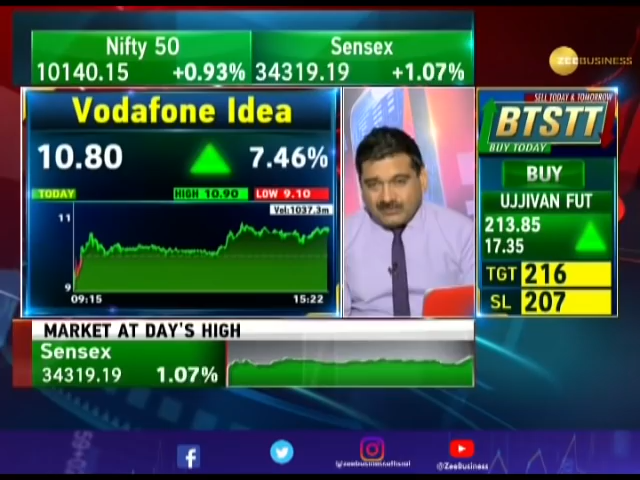 Nifty 50
10140.15 +0.93%
Sensex
34319.19 +1.07%
ZEEBUSINESS
Vodafone Idea
10.80 7.46%
TODAY HIGH 10.90 LOW 9.10
Vol:1037.3m
11
9
09:15 15:22
SELL TODAY & TOMORROW
BTSTT
BUY TODAY
BUY
UJJIVAN FUT
213.85
17.35
TGT 216
SL 207
MARKET AT DAY'S HIGH
Sensex
34319.19 1.07%
@ZeeBusiness